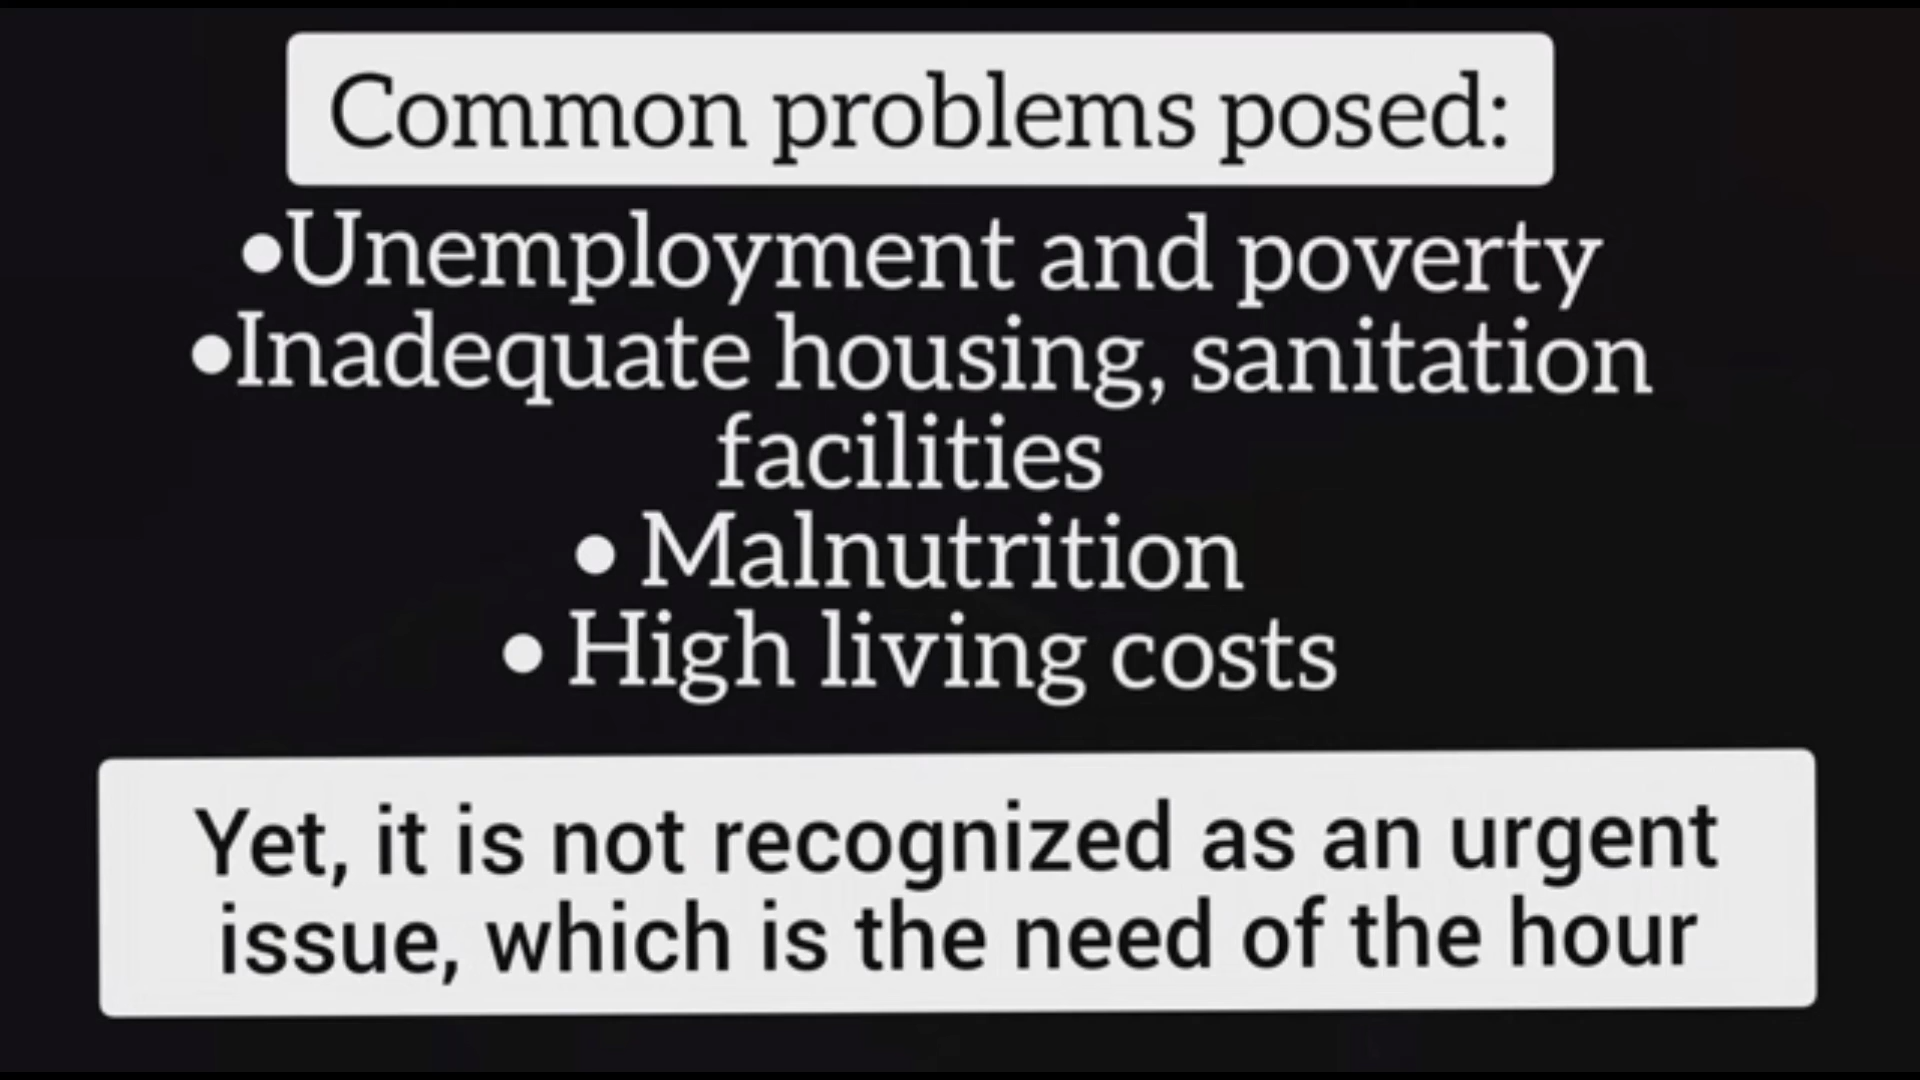 Common problems posed:
•Unemployment and poverty
•Inadequate housing, sanitation
facilities
• Malnutrition
• High living costs
Yet, it is not recognized as an urgent
issue, which is the need of the hour